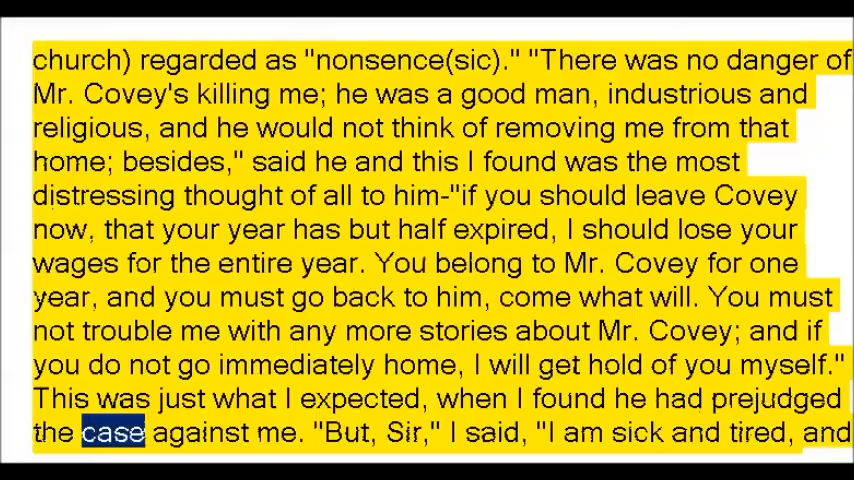 church) regarded as "nonsence(sic)." "There was no danger of
Mr. Covey's killing me; he was a good man, industrious and
religious, and he would not think of removing me from that
home; besides," said he and this I found was the most
distressing thought of all to him-"if you should leave Covey
now, that your year has but half expired, I should lose your
wages for the entire year. You belong to Mr. Covey for one
year, and you must go back to him, come what will. You must
not trouble me with any more stories about Mr. Covey; and if
you do not go immediately home, I will get hold of you myself."
This was just what I expected, when I found he had prejudged
the case against me. "But, Sir," I said, "I am sick and tired, and